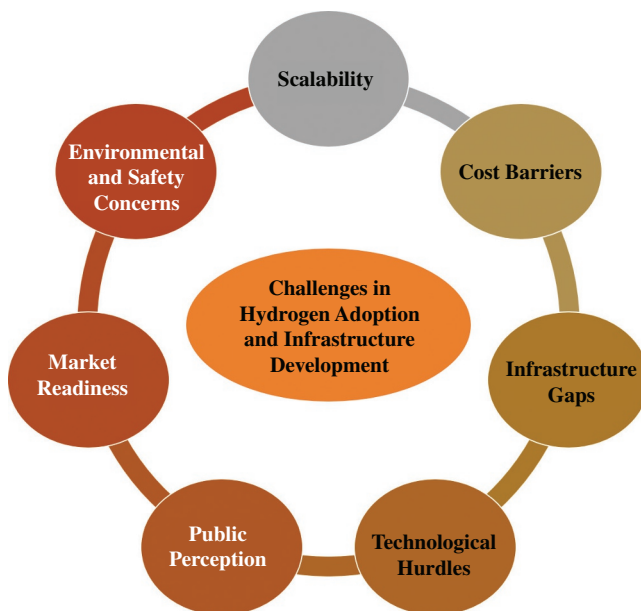 Scalability
Cost Barriers
Infrastructure
Gaps
Technological
Hurdles
Public
Perception
Market
Readiness
Environmental
and Safety
Concerns
Challenges in
Hydrogen Adoption
and Infrastructure
Development